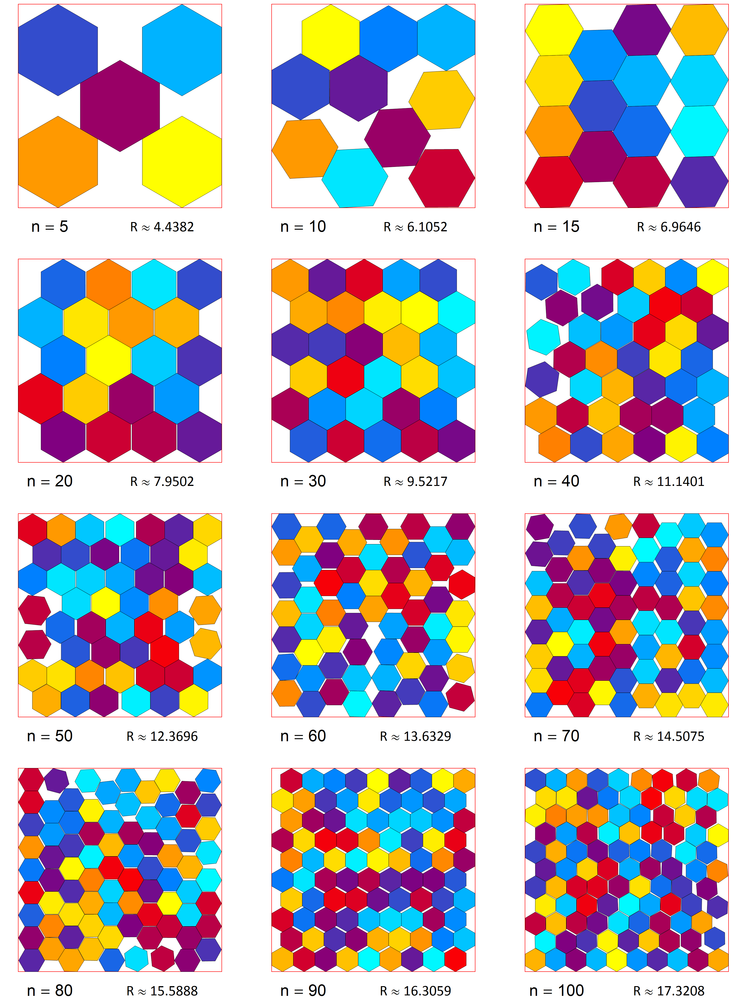 n = 5 R ≈ 4.4382 n = 10 R ≈ 6.1052 n = 15 R ≈ 6.9646
n = 20 R ≈ 7.9502 n = 30 R ≈ 9.5217 n = 40 R ≈ 11.1401
n = 50 R ≈ 12.3696 n = 60 R ≈ 13.6329 n = 70 R ≈ 14.5075
n = 80 R ≈ 15.5888 n = 90 R ≈ 16.3059 n = 100 R ≈ 17.3208